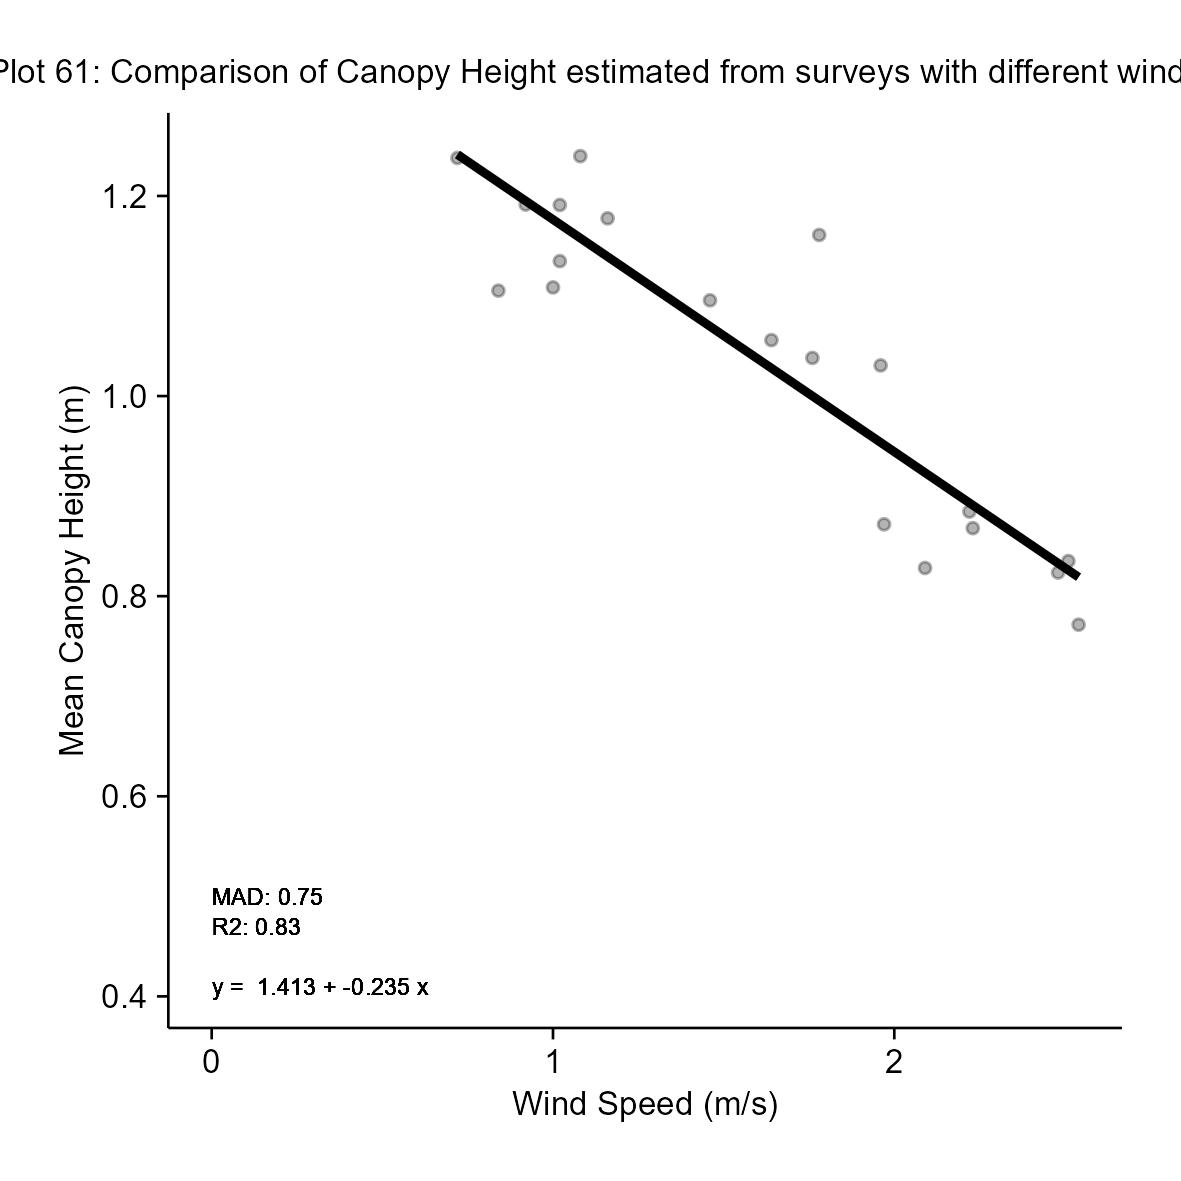 Plot 61: Comparison of Canopy Height estimated from surveys with different wind
1.2
1.0
0.8
0.6
0.4
Mean Canopy Height (m)
MAD: 0.75
R2: 0.83
y =  1.413 + -0.235 x
0 1 2
Wind Speed (m/s)